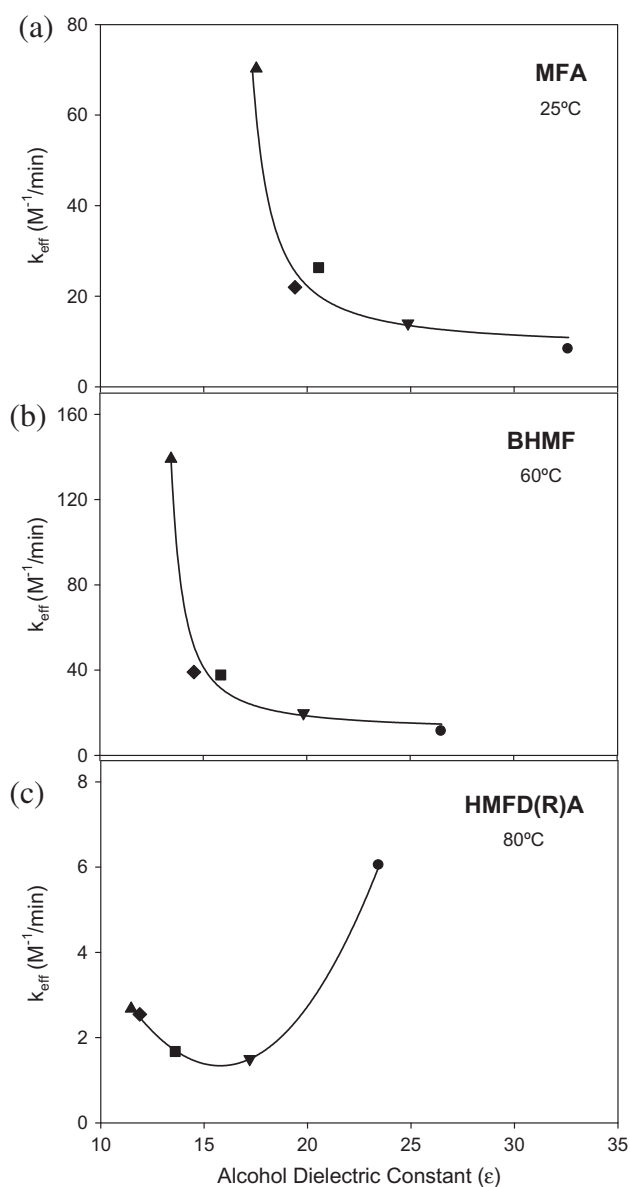 (a)
80
60
40
20
0
k_eff (M⁻¹/min)
MFA
25ºC
(b)
160
120
80
40
0
k_eff (M⁻¹/min)
BHMF
60ºC
(c)
8
6
4
2
0
k_eff (M⁻¹/min)
HMFD(R)A
80ºC
10 15 20 25 30 35
Alcohol Dielectric Constant (ε)